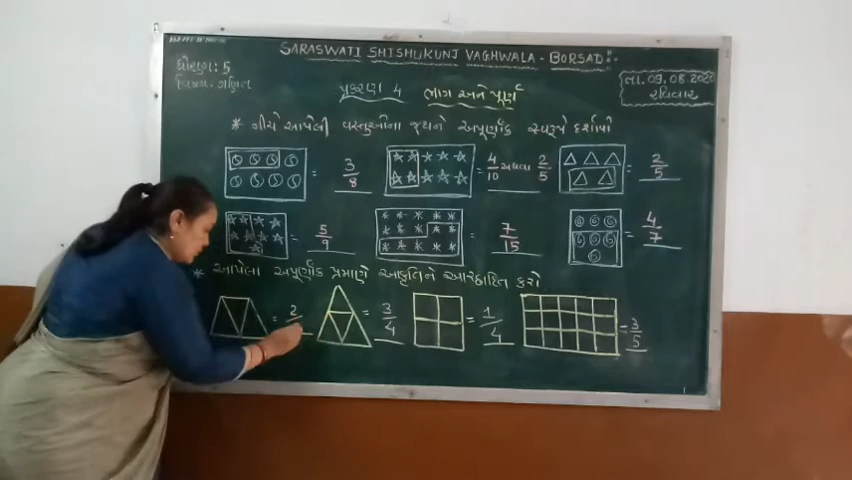 SARASWATI SHISHUKUNJ VAGHWALA - BORSAD
ધોરણ : 5
વિષય - ગણિત
તા. 09.08.2020
રવિવાર
પ્રકરણ 4 ભાગ અને પૂર્ણ
* નીચે આપેલી વસ્તુઓના જૂથને અપૂર્ણાંક સ્વરૂપે દર્શાવો
= 3/8 = 4/10 અથવા 2/5 = 2/5
= 5/9 = 7/15 = 4/7
* આપેલા અપૂર્ણાંક પ્રમાણે આકૃતિને આચ્છાદિત કરો
= 2/ = 3/4 = 1/4 = 3/5